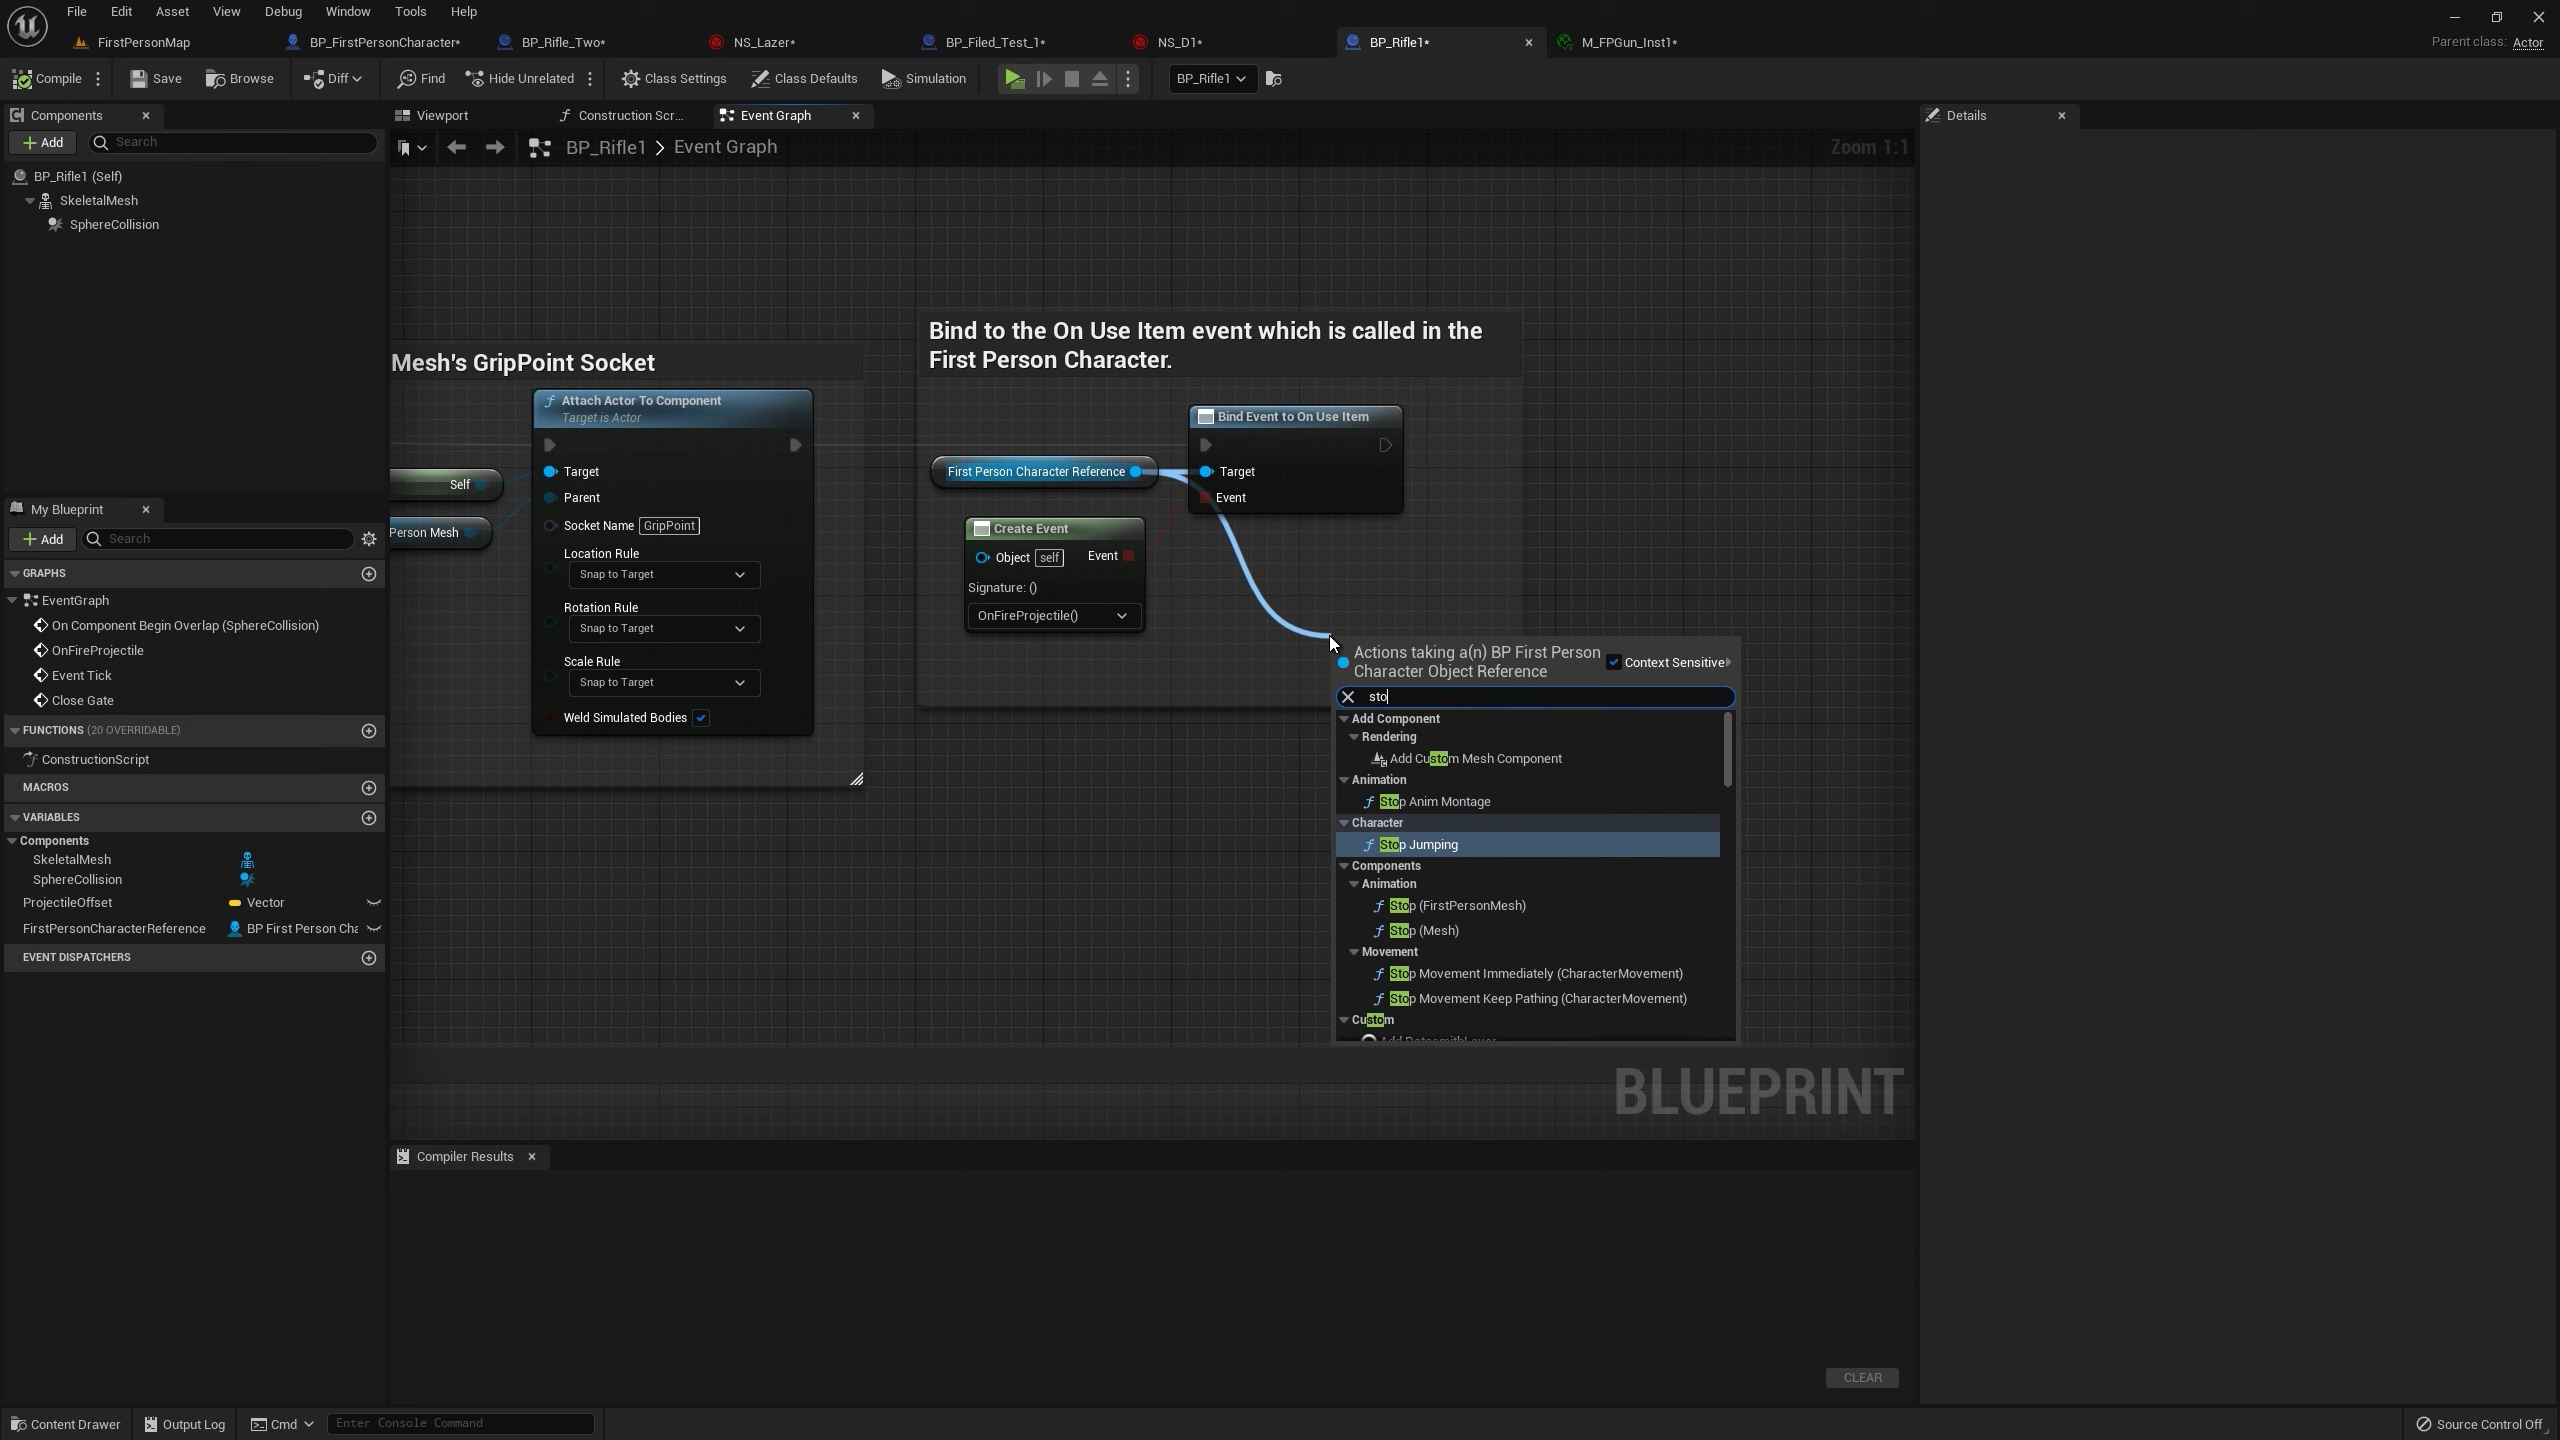 File Edit Asset View Debug Window Tools Help
FirstPersonMap BP_FirstPersonCharacter* BP_Rifle_Two* NS_Lazer* BP_Filed_Test_1* NS_D1* BP_Rifle1* M_FPGun_Inst1* Parent class: Actor
Compile Save Browse Diff Find Hide Unrelated Class Settings Class Defaults Simulation BP_Rifle1
Components
Add Search
BP_Rifle1 (Self)
SkeletalMesh
SphereCollision
My Blueprint
Add Search
GRAPHS
EventGraph
On Component Begin Overlap (SphereCollision)
OnFireProjectile
Event Tick
Close Gate
FUNCTIONS (20 OVERRIDABLE)
ConstructionScript
MACROS
VARIABLES
Components
SkeletalMesh
SphereCollision
ProjectileOffset Vector
FirstPersonCharacterReference BP First Person Cha
EVENT DISPATCHERS
Viewport Construction Scr... Event Graph
BP_Rifle1 > Event Graph Zoom 1:1
Mesh's GripPoint Socket
Self
Person Mesh
Attach Actor To Component
Target is Actor
Target
Parent
Socket Name GripPoint
Location Rule
Snap to Target
Rotation Rule
Snap to Target
Scale Rule
Snap to Target
Weld Simulated Bodies
Bind to the On Use Item event which is called in the
First Person Character.
First Person Character Reference
Bind Event to On Use Item
Target
Event
Create Event
Object self Event
Signature: ()
OnFireProjectile()
Actions taking a(n) BP First Person
Character Object Reference
Context Sensitive
sto
Add Component
Rendering
Add Custom Mesh Component
Animation
Stop Anim Montage
Character
Stop Jumping
Components
Animation
Stop (FirstPersonMesh)
Stop (Mesh)
Movement
Stop Movement Immediately (CharacterMovement)
Stop Movement Keep Pathing (CharacterMovement)
Custom
BLUEPRINT
Compiler Results
CLEAR
Details
Content Drawer Output Log Cmd Enter Console Command Source Control Off